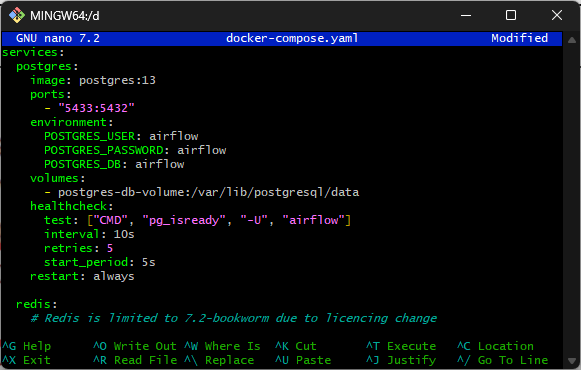 MINGW64:/d
GNU nano 7.2 docker-compose.yaml Modified
services:
  postgres:
    image: postgres:13
    ports:
      - "5433:5432"
    environment:
      POSTGRES_USER: airflow
      POSTGRES_PASSWORD: airflow
      POSTGRES_DB: airflow
    volumes:
      - postgres-db-volume:/var/lib/postgresql/data
    healthcheck:
      test: ["CMD", "pg_isready", "-U", "airflow"]
      interval: 10s
      retries: 5
      start_period: 5s
    restart: always
  redis:
    # Redis is limited to 7.2-bookworm due to licencing change
^G Help ^O Write Out ^W Where Is ^K Cut ^T Execute ^C Location
^X Exit ^R Read File ^\ Replace ^U Paste ^J Justify ^/ Go To Line